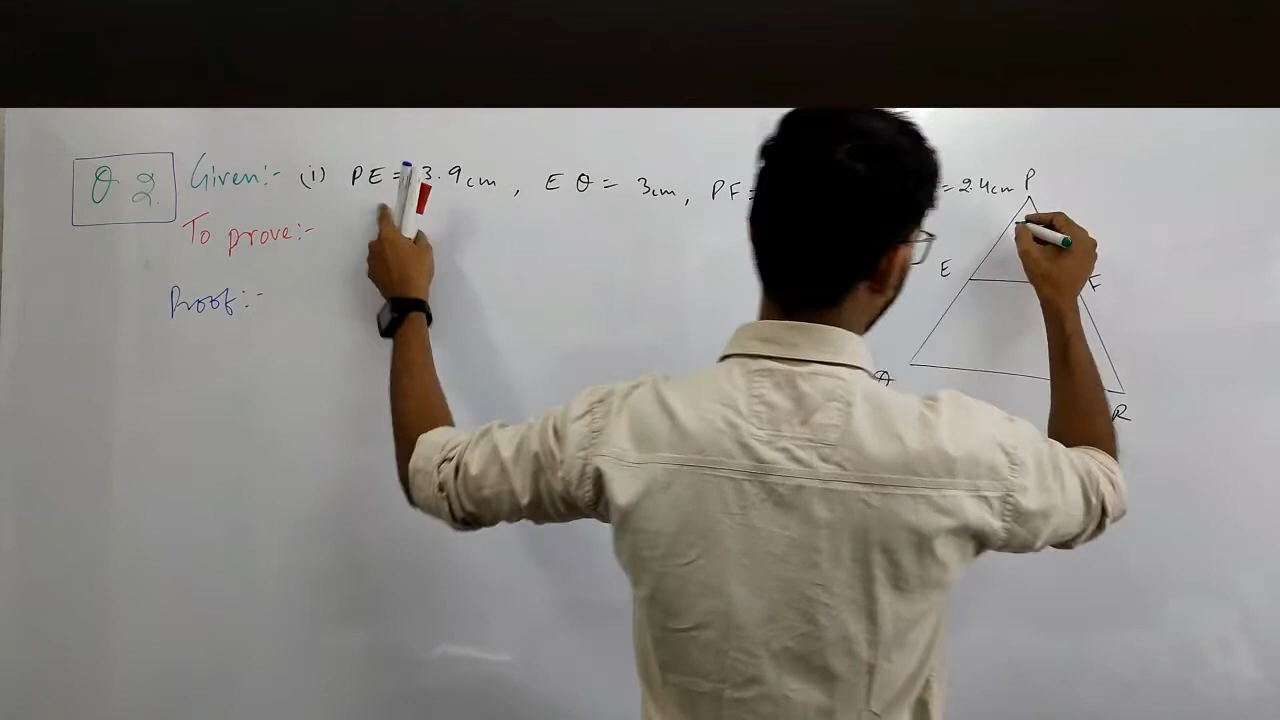 Q 2. Given:- (i) PE = 3.9 cm, EQ = 3cm, PF = = 2.4cm
To prove:-
Proof:-
P
E
F
Q
R